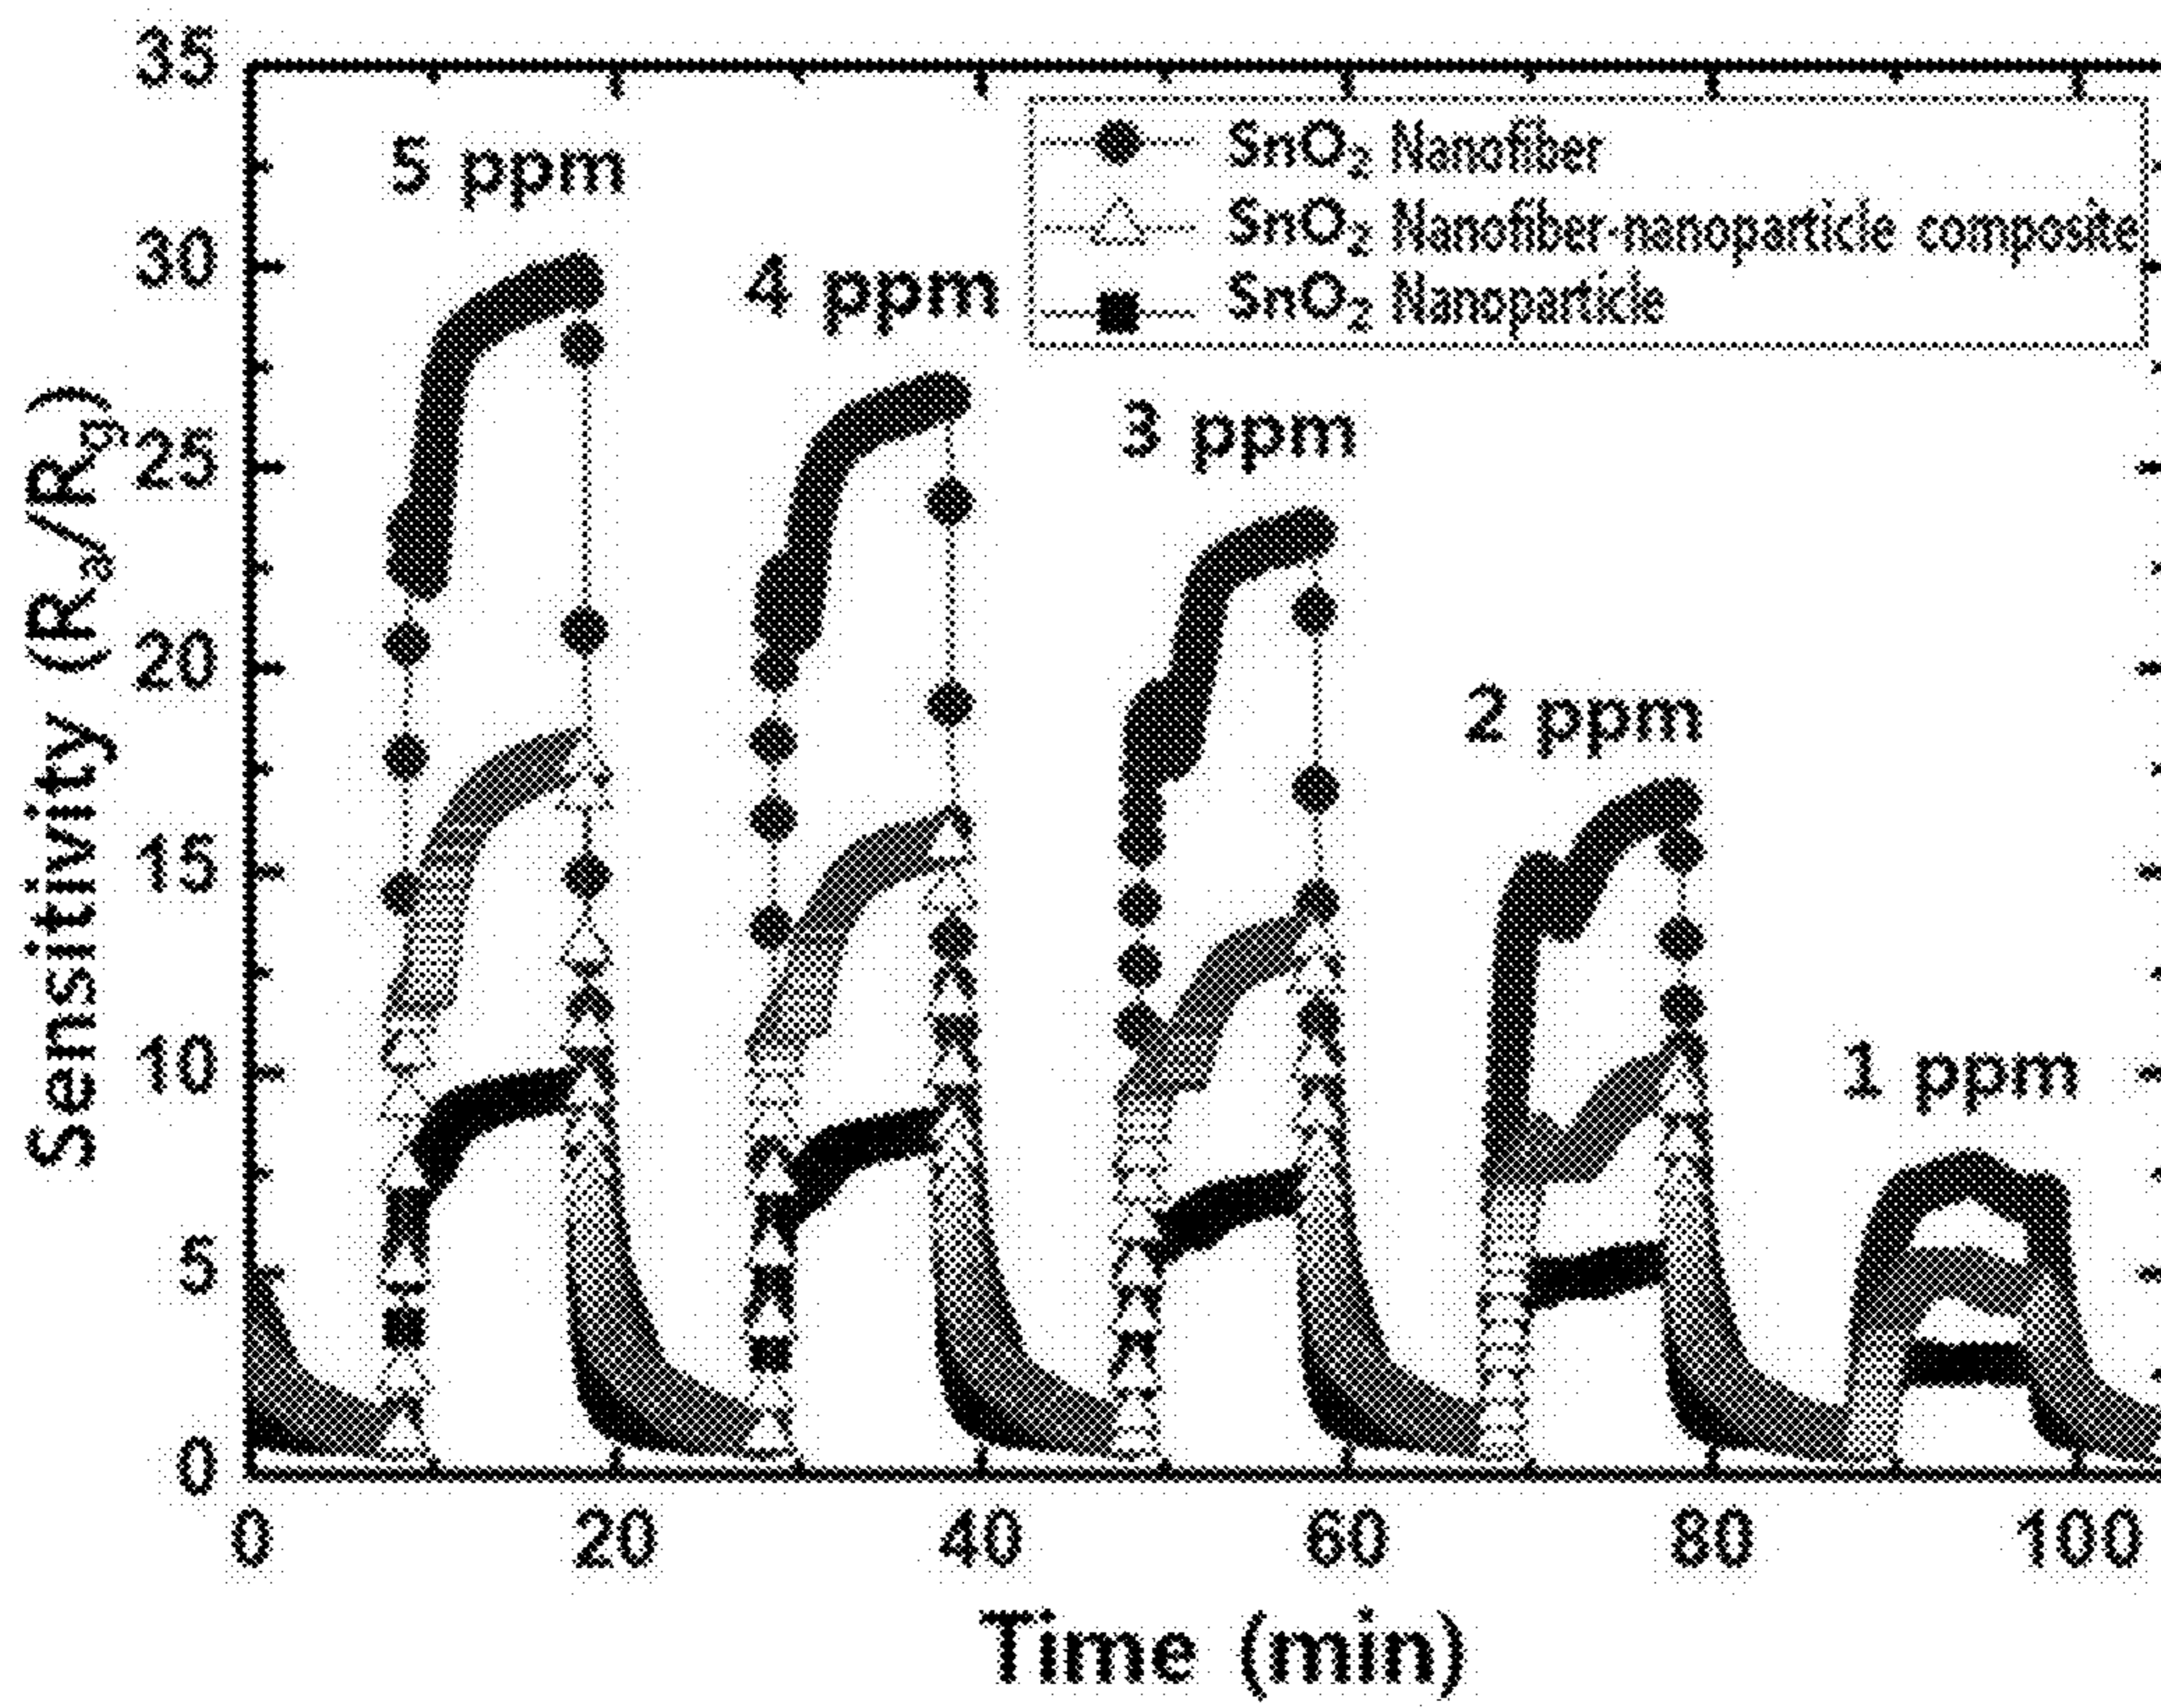 35
30
25
20
15
10
5
0
Sensitivity (Rₐ/R_g)
5 ppm
4 ppm
3 ppm
2 ppm
1 ppm
SnO₂ Nanofiber
SnO₂ Nanofiber-nanoparticle composite
SnO₂ Nanoparticle
0 20 40 60 80 100
Time (min)